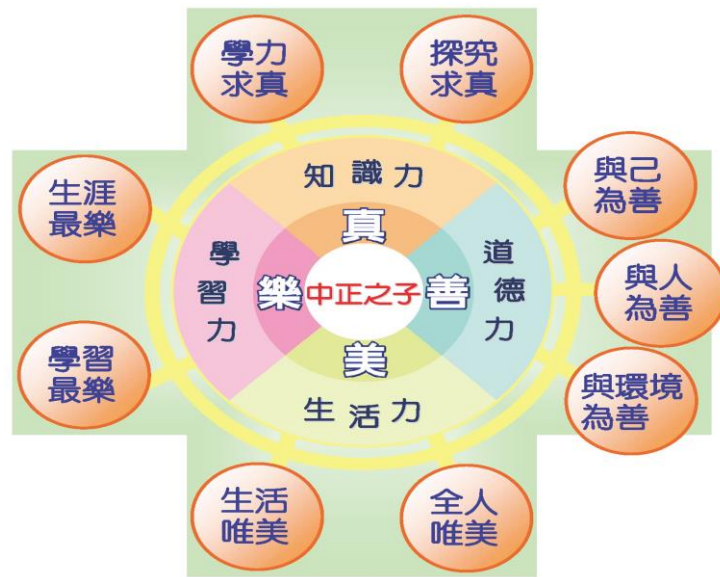 學力
求真
探究
求真
生涯
最樂
與己
為善
知識力
真
學習力
樂
中正之子
善
道德力
與人
為善
美
學習
最樂
生活力
與環境
為善
生活
唯美
全人
唯美